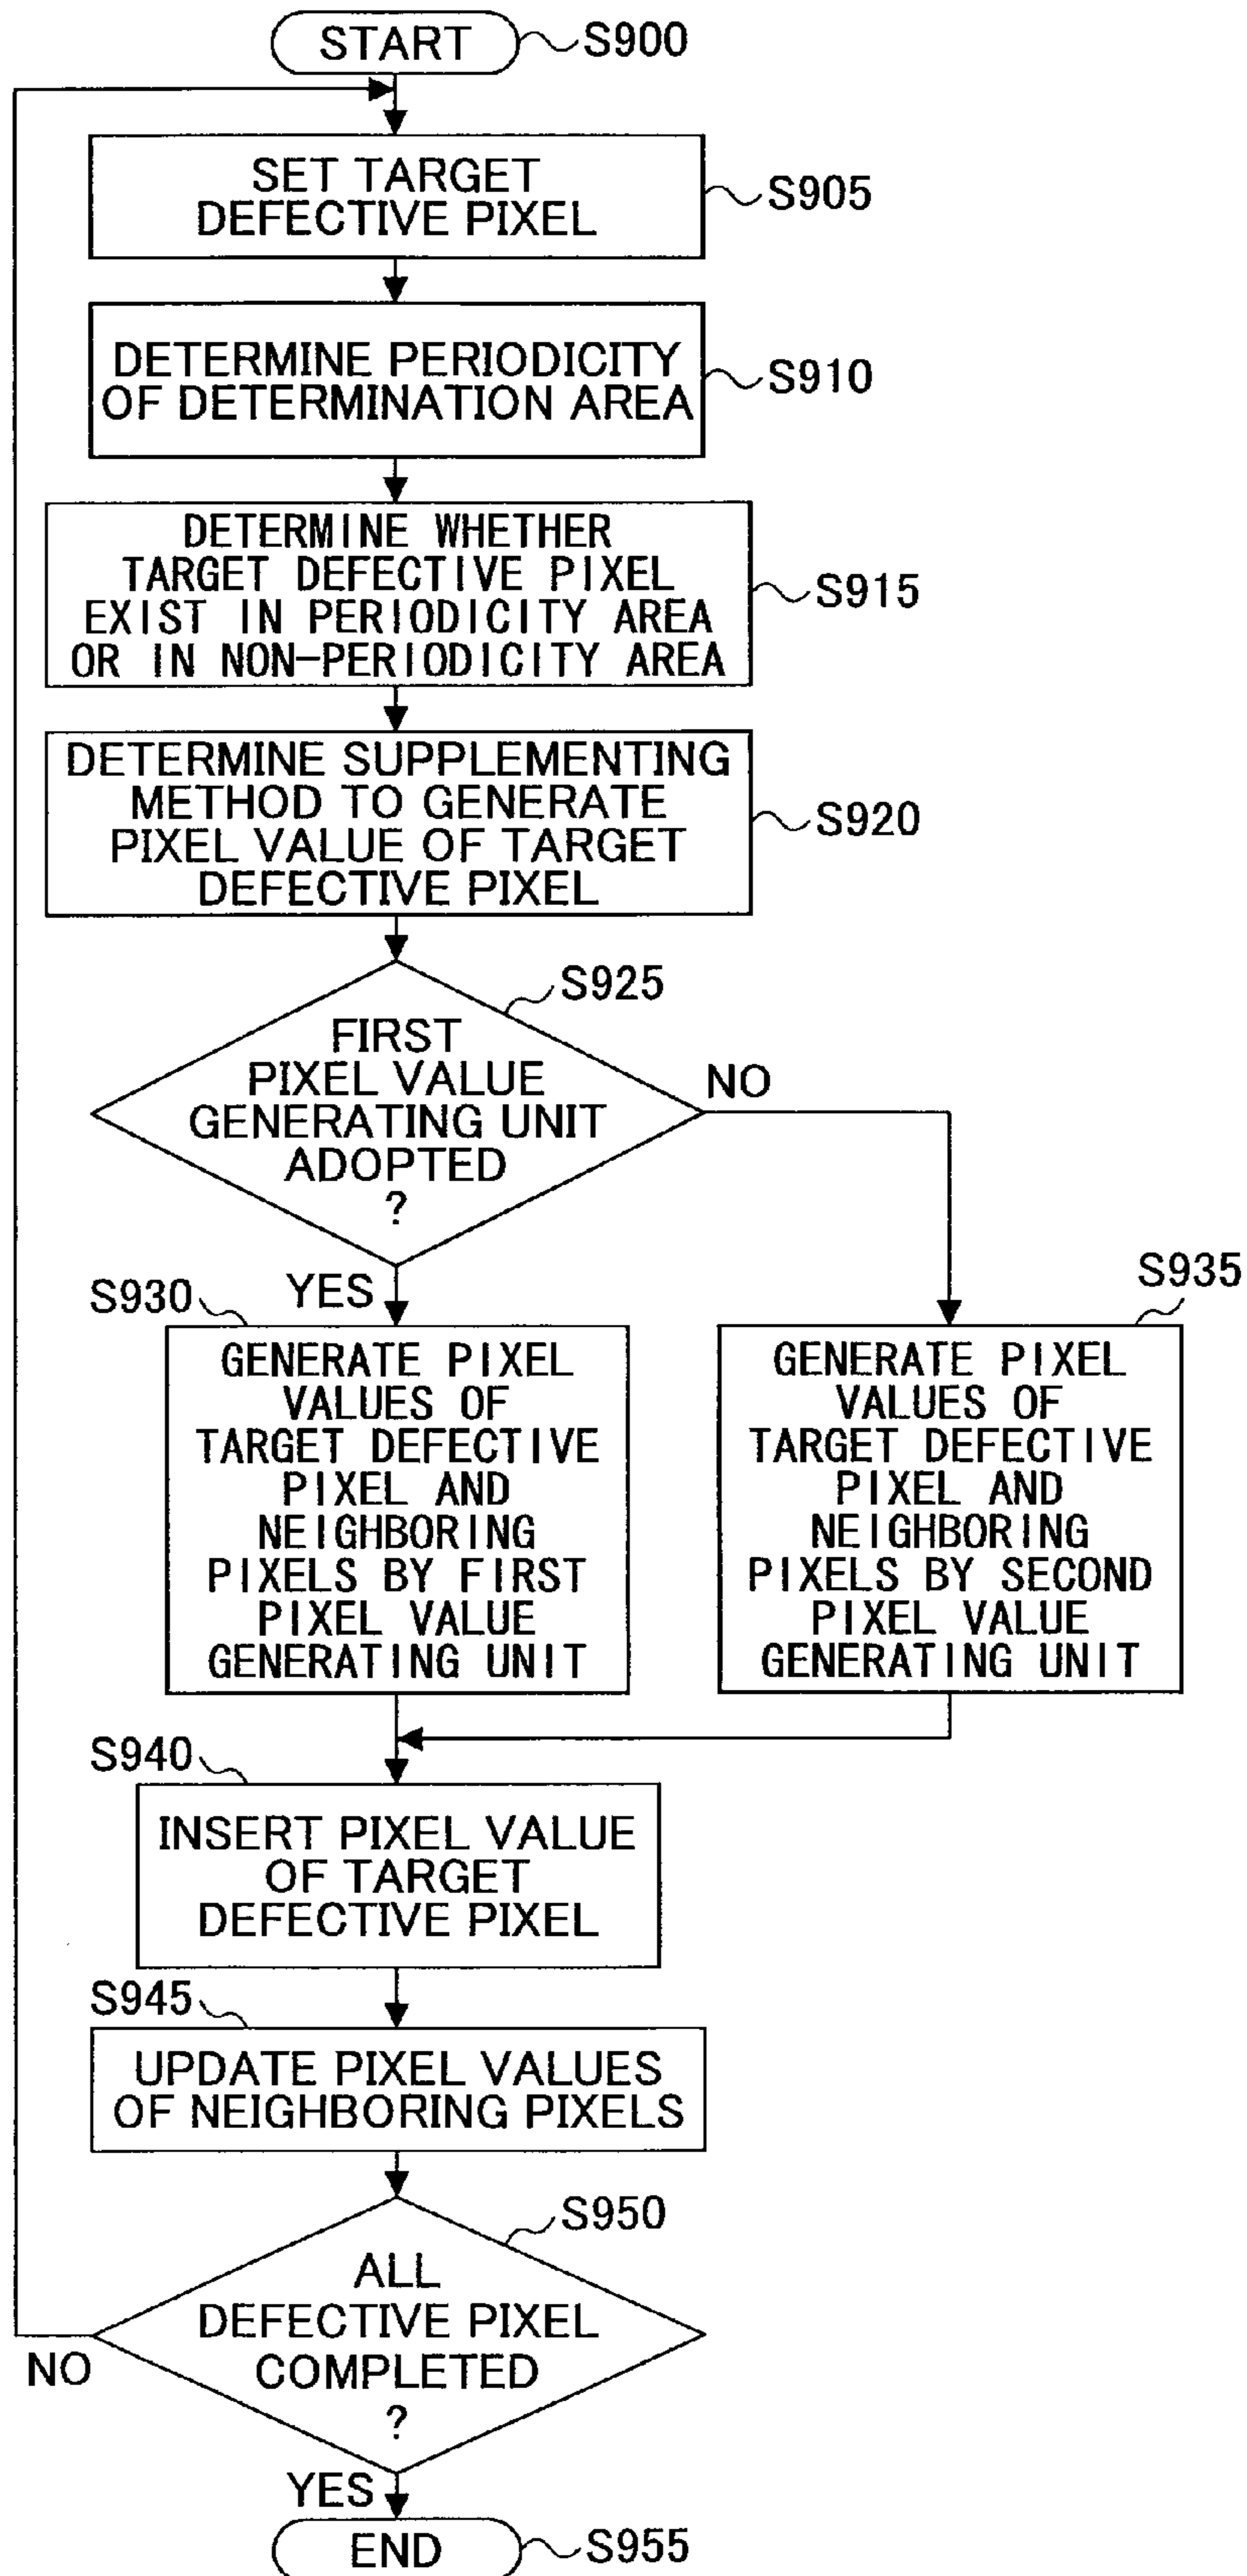 START
S900
SET TARGET
DEFECTIVE PIXEL
S905
DETERMINE PERIODICITY
OF DETERMINATION AREA
S910
DETERMINE WHETHER
TARGET DEFECTIVE PIXEL
EXIST IN PERIODICITY AREA
OR IN NON-PERIODICITY AREA
S915
DETERMINE SUPPLEMENTING
METHOD TO GENERATE
PIXEL VALUE OF TARGET
DEFECTIVE PIXEL
S920
S925
FIRST
PIXEL VALUE
GENERATING UNIT
ADOPTED
?
NO
YES
S930
GENERATE PIXEL
VALUES OF
TARGET DEFECTIVE
PIXEL AND
NEIGHBORING
PIXELS BY FIRST
PIXEL VALUE
GENERATING UNIT
S935
GENERATE PIXEL
VALUES OF
TARGET DEFECTIVE
PIXEL AND
NEIGHBORING
PIXELS BY SECOND
PIXEL VALUE
GENERATING UNIT
S940
INSERT PIXEL VALUE
OF TARGET
DEFECTIVE PIXEL
S945
UPDATE PIXEL VALUES
OF NEIGHBORING PIXELS
S950
ALL
DEFECTIVE PIXEL
COMPLETED
?
NO
YES
END
S955